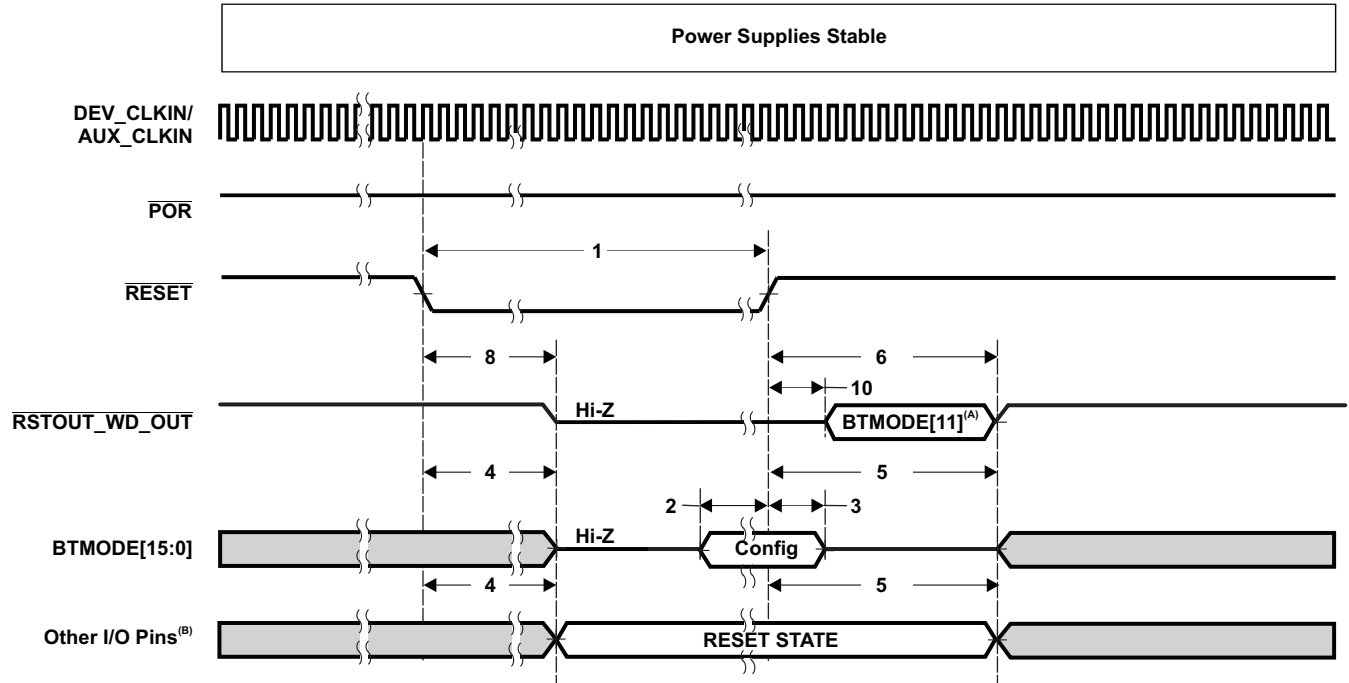 Power Supplies Stable
DEV_CLKIN/
AUX_CLKIN
POR
1
RESET
8
6
10
Hi-Z
RSTOUT_WD_OUT
BTMODE[11](A)
4
5
2
3
Hi-Z
BTMODE[15:0]
Config
4
5
Other I/O Pins(B)
RESET STATE